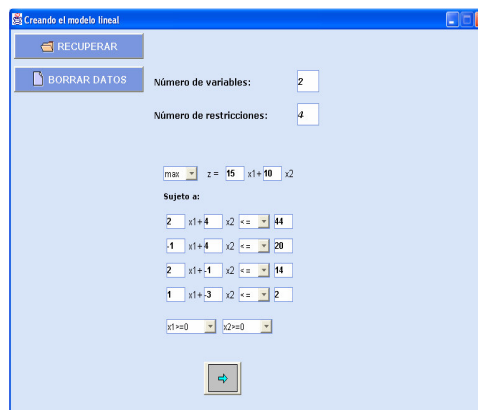 Creando el modelo lineal
RECUPERAR
BORRAR DATOS
Número de variables: 2
Número de restricciones: 4
max z = 15 x1+ 10 x2
Sujeto a:
2 x1+ 4 x2 <= 44
-1 x1+ 4 x2 <= 20
2 x1+ -1 x2 <= 14
1 x1+ -3 x2 <= 2
x1>=0 x2>=0